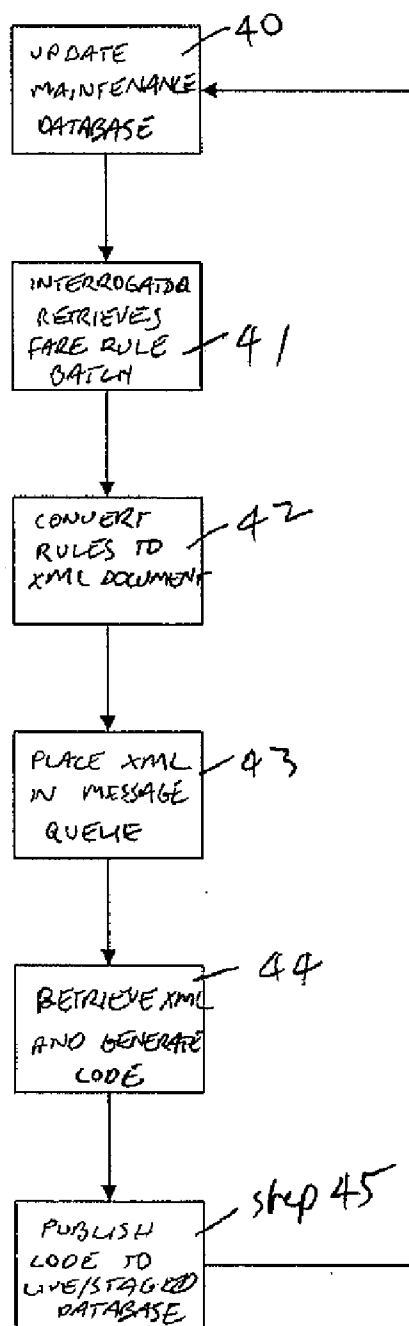 UPDATE
MAINTENANCE
DATABASE
40
INTERROGATOR
RETRIEVES
FARE RULE
BATCH
41
CONVERT
RULES TO
XML DOCUMENT
42
PLACE XML
IN MESSAGE
QUEUE
43
RETRIEVE XML
AND GENERATE
CODE
44
PUBLISH
CODE TO
LIVE/STAGED
DATABASE
step 45